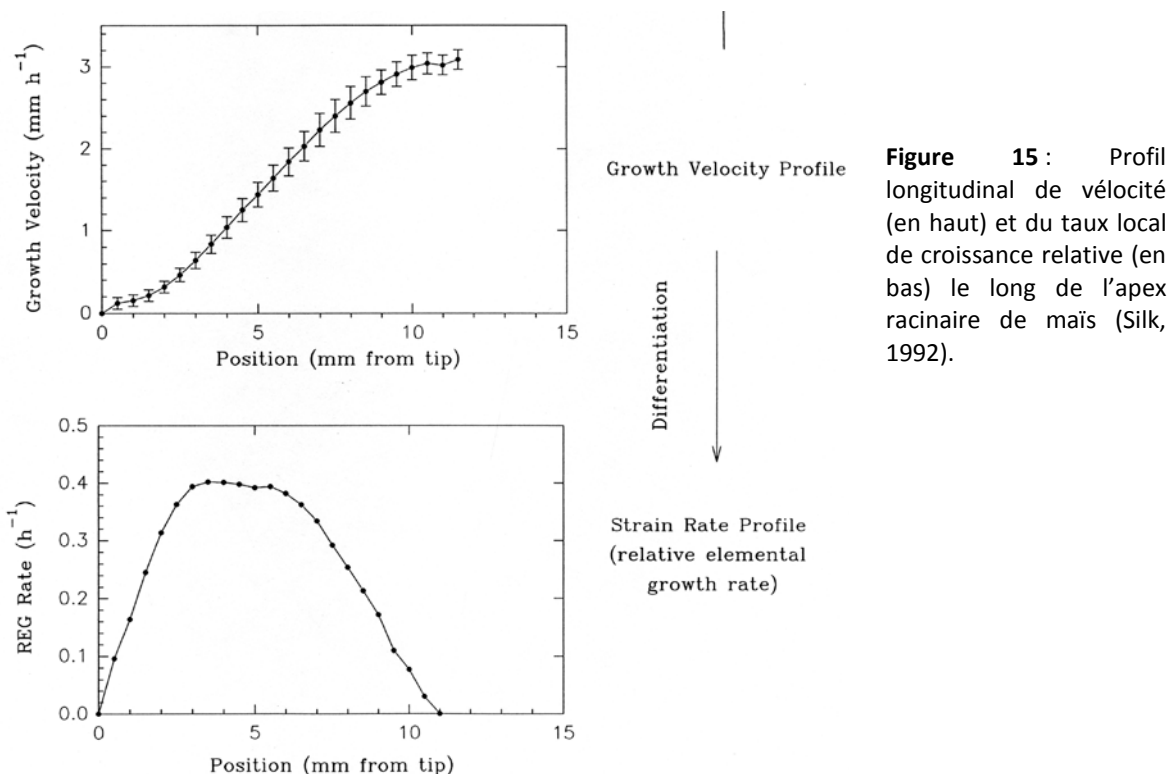 Growth Velocity (mm h⁻¹)
3
2
1
0
0 5 10 15
Position (mm from tip)
Growth Velocity Profile
Differentiation
Strain Rate Profile
(relative elemental
growth rate)
REG Rate (h⁻¹)
0.5
0.4
0.3
0.2
0.1
0.0
0 5 10 15
Position (mm from tip)
Figure 15 : Profil
longitudinal de vélocité
(en haut) et du taux local
de croissance relative (en
bas) le long de l’apex
racinaire de maïs (Silk,
1992).